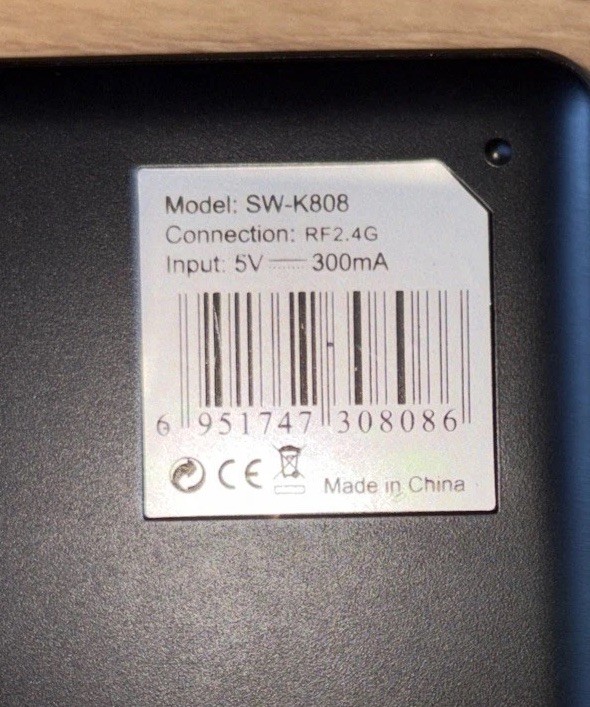 Model: SW-K808
Connection: RF2.4G
Input: 5V 300mA
6 951747 308086
CE
Made in China